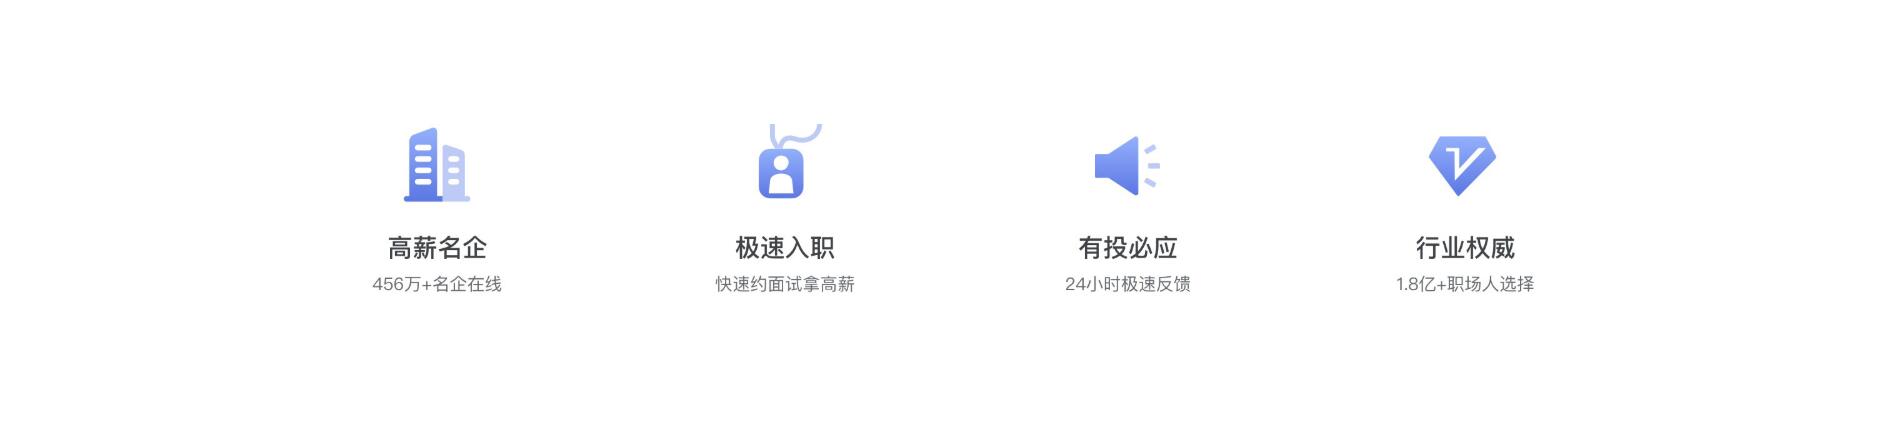 高薪名企
456万+名企在线
极速入职
快速约面试拿高薪
有投必应
24小时极速反馈
行业权威
1.8亿+职场人选择